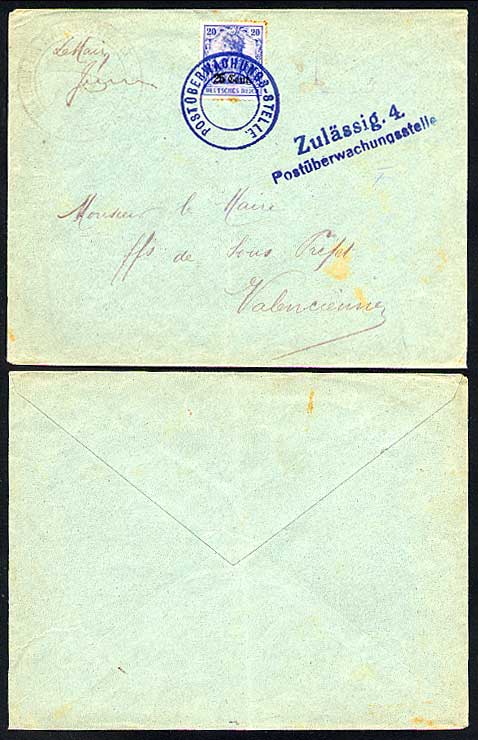 Le Maire
20 20
25 Cent.
DEUTSCHES REICH
POSTÜBERWACHUNGS-STELLE
Zulässig. 4.
Postüberwachungsstelle
Monsieur le Maire
ffs de Sous Préfet
Valenciennes